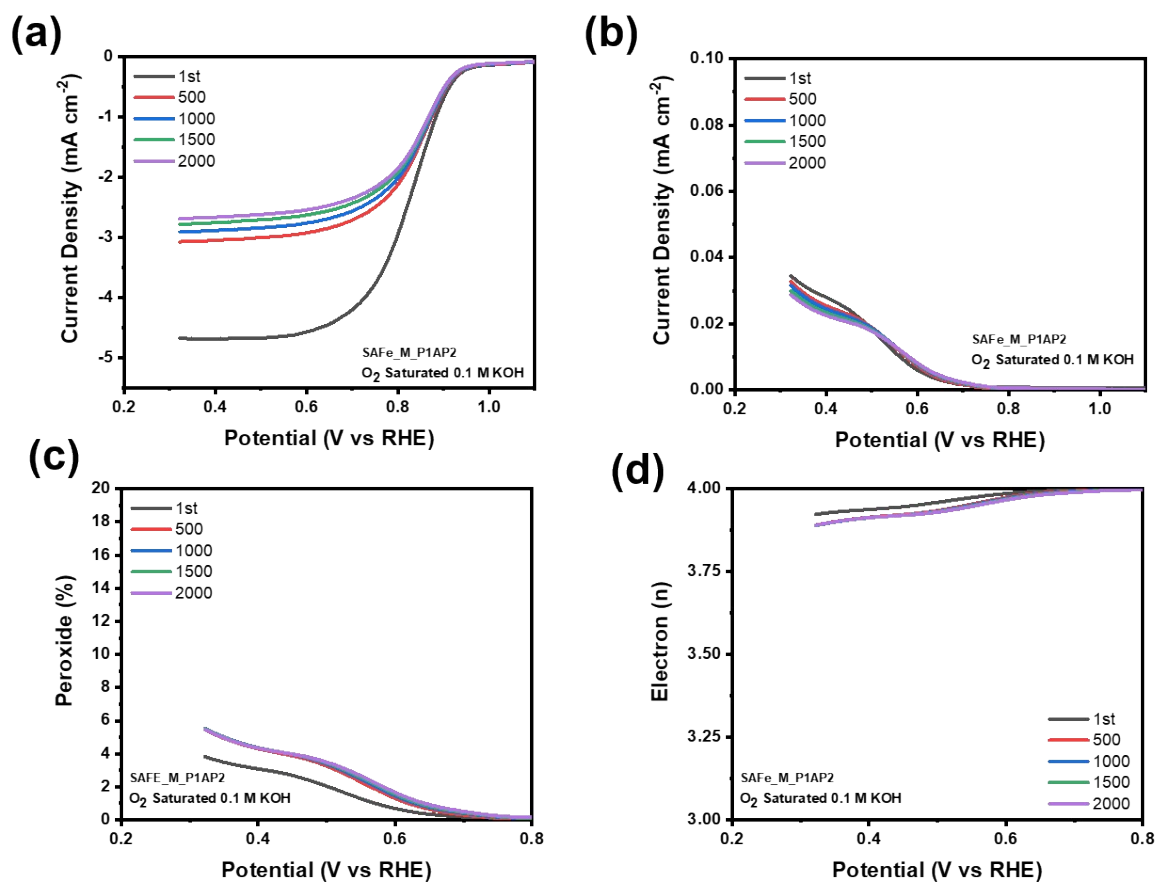 (a)
0
-1
-2
-3
-4
-5
0.2
0.4
0.6
0.8
1.0
Current Density (mA cm-2)
Potential (V vs RHE)
1st
500
1000
1500
2000
SAFe_M_P1AP2
O2 Saturated 0.1 M KOH
(b)
0.10
0.08
0.06
0.04
0.02
0.00
0.2
0.4
0.6
0.8
1.0
Current Density (mA cm-2)
Potential (V vs RHE)
1st
500
1000
1500
2000
SAFe_M_P1AP2
O2 Saturated 0.1 M KOH
(c)
20
18
16
14
12
10
8
6
4
2
0
0.2
0.4
0.6
0.8
Peroxide (%)
Potential (V vs RHE)
1st
500
1000
1500
2000
SAFE_M_P1AP2
O2 Saturated 0.1 M KOH
(d)
4.00
3.75
3.50
3.25
3.00
0.2
0.4
0.6
0.8
Electron (n)
Potential (V vs RHE)
1st
500
1000
1500
2000
SAFe_M_P1AP2
O2 Saturated 0.1 M KOH